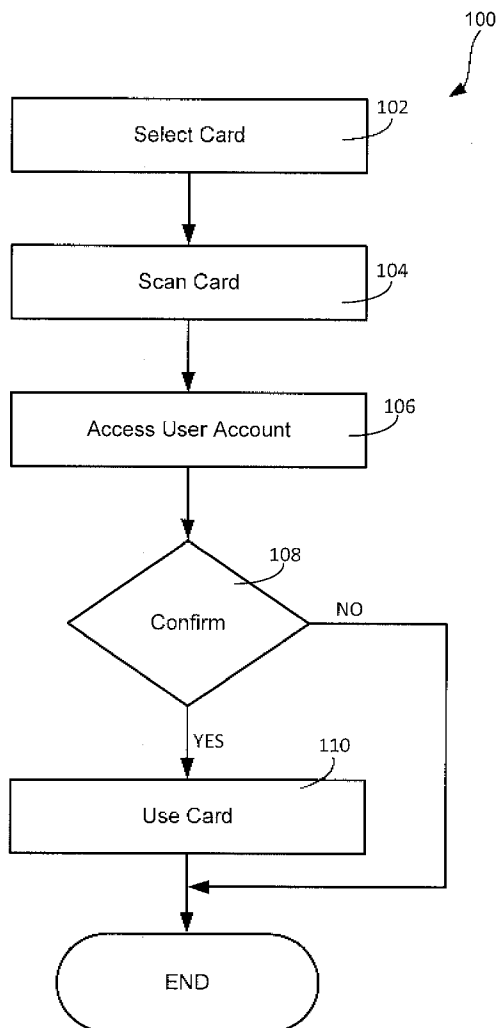 100
Select Card
102
Scan Card
104
Access User Account
106
108
Confirm
NO
YES
110
Use Card
END